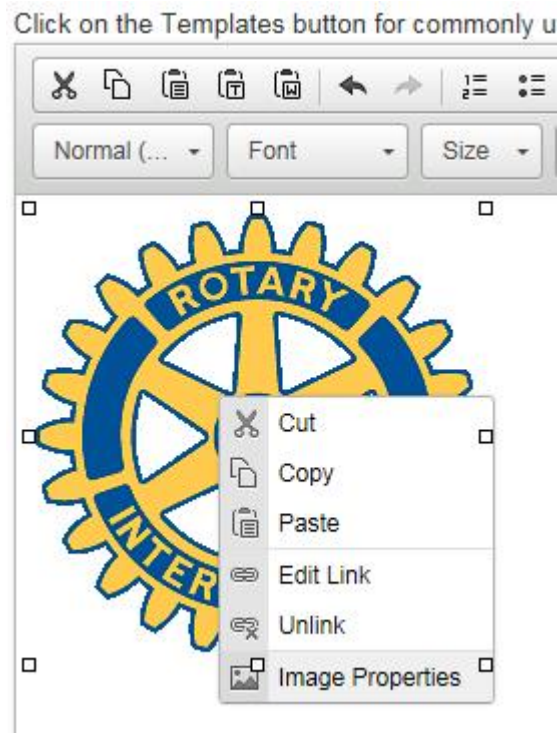 Click on the Templates button for commonly u
Normal (...
Font
Size
ROTARY
INTER
Cut
Copy
Paste
Edit Link
Unlink
Image Properties